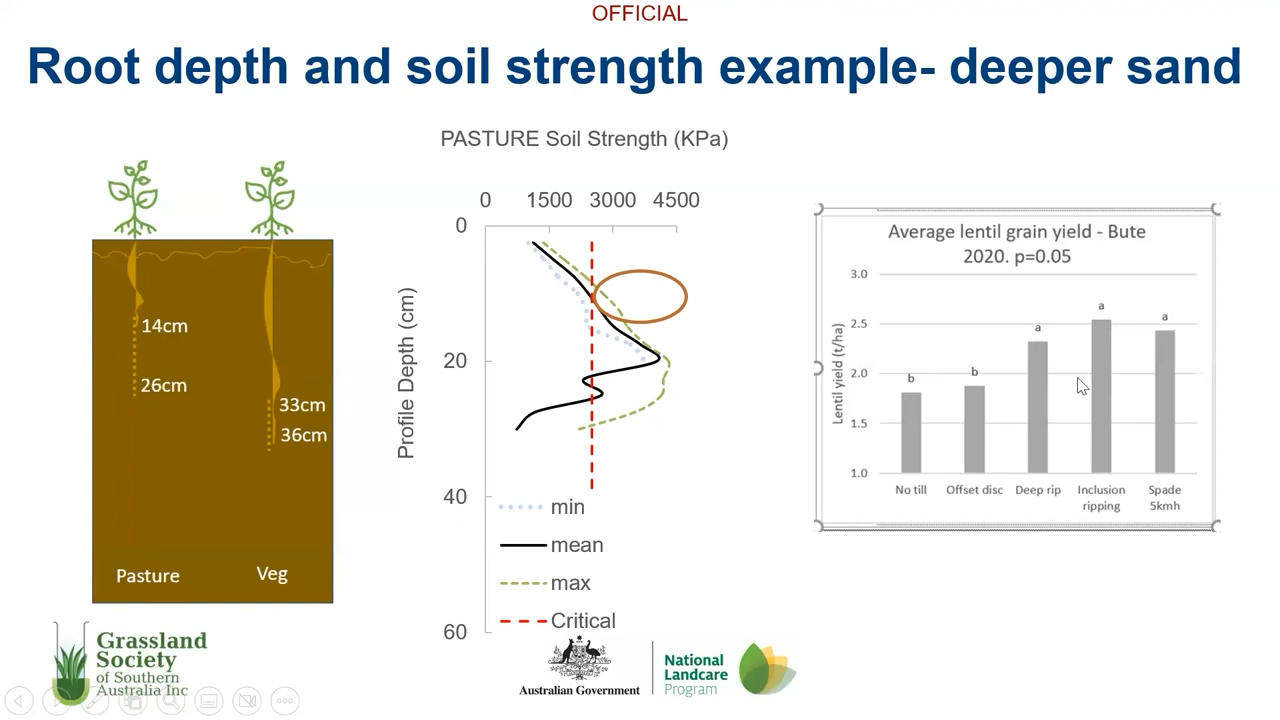 OFFICIAL
Root depth and soil strength example- deeper sand
14cm
26cm
33cm
36cm
Pasture
Veg
PASTURE Soil Strength (KPa)
0 1500 3000 4500
Profile Depth (cm)
0
20
40
60
min
mean
max
Critical
Average lentil grain yield - Bute
2020. p=0.05
Lentil yield (t/ha)
3.0
2.5
2.0
1.5
1.0
b
b
a
a
a
No till
Offset disc
Deep rip
Inclusion
ripping
Spade
5kmh
Grassland
Society
of Southern
Australia Inc
Australian Government
National
Landcare
Program